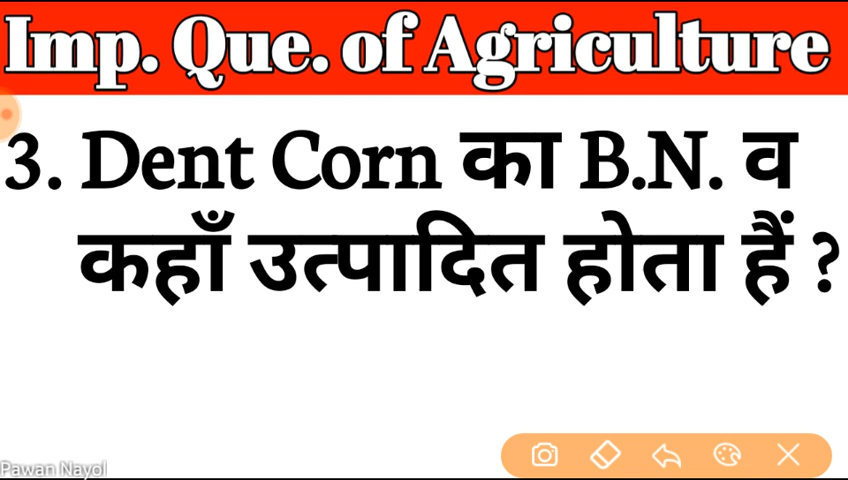 Imp. Que. of Agriculture
3. Dent Corn का B.N. व
कहाँ उत्पादित होता हैं ?
Pawan Nayol